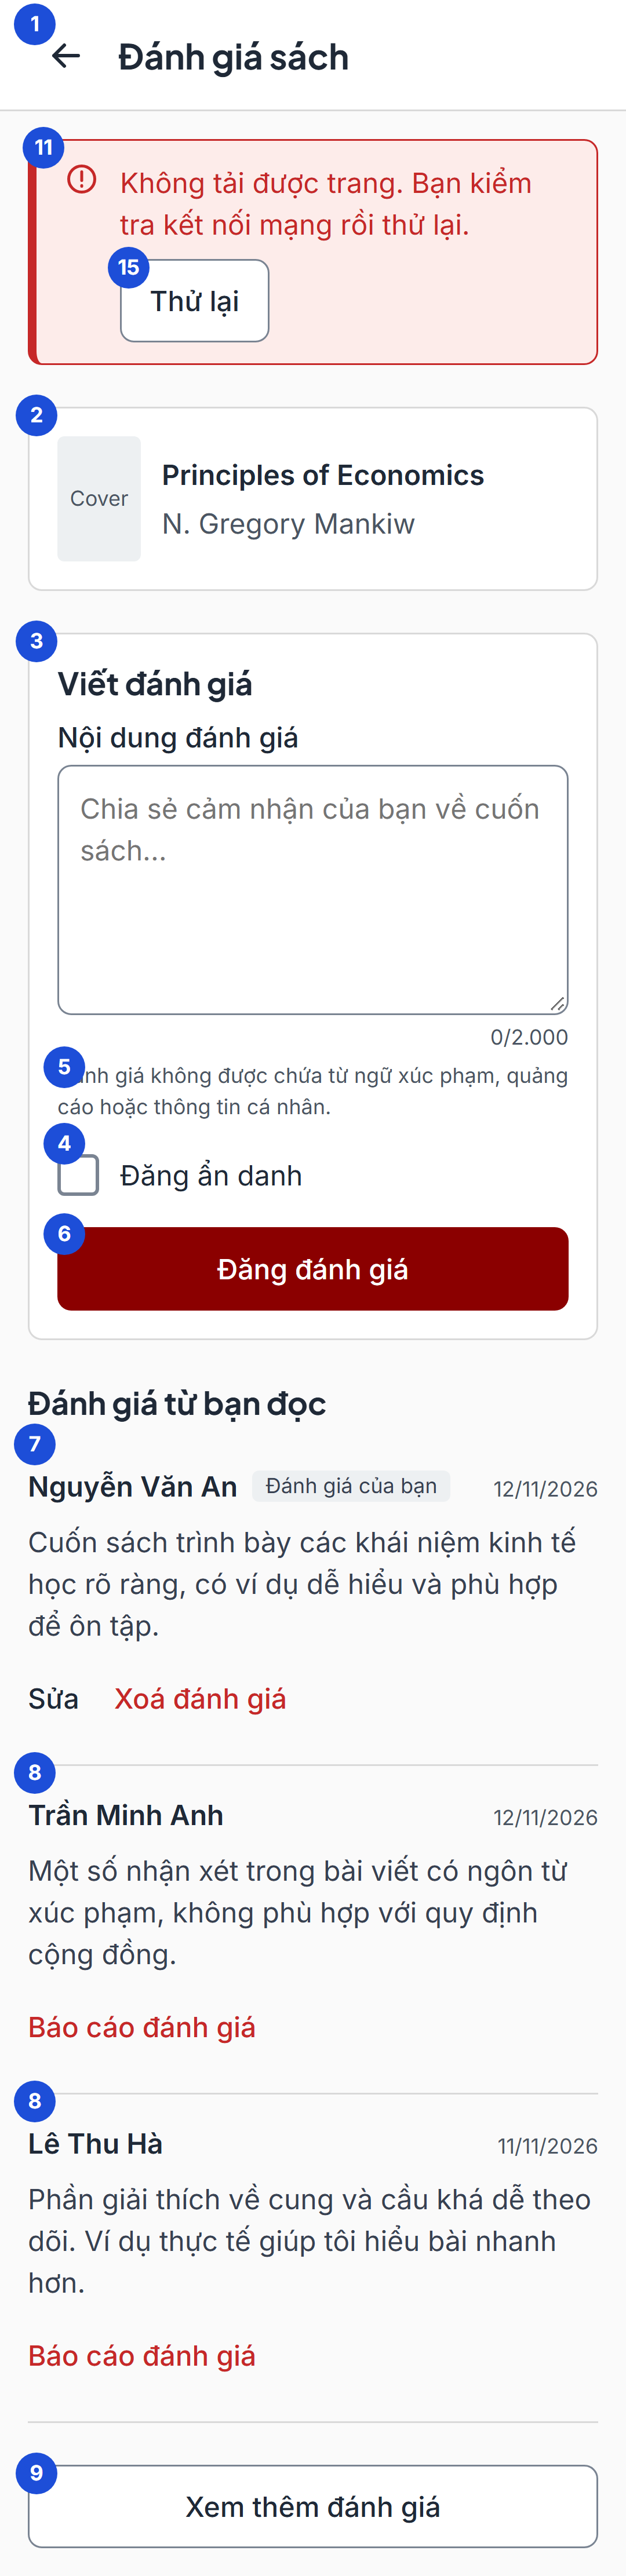 1
Đánh giá sách
11
Không tải được trang. Bạn kiểm
tra kết nối mạng rồi thử lại.
15
Thử lại
2
Cover
Principles of Economics
N. Gregory Mankiw
3
Viết đánh giá
Nội dung đánh giá
Chia sẻ cảm nhận của bạn về cuốn
sách...
0/2.000
5
giá không được chứa từ ngữ xúc phạm, quảng
cáo hoặc thông tin cá nhân.
4
Đăng ẩn danh
6
Đăng đánh giá
Đánh giá từ bạn đọc
7
Nguyễn Văn An Đánh giá của bạn 12/11/2026
Cuốn sách trình bày các khái niệm kinh tế
học rõ ràng, có ví dụ dễ hiểu và phù hợp
để ôn tập.
Sửa Xoá đánh giá
8
Trần Minh Anh 12/11/2026
Một số nhận xét trong bài viết có ngôn từ
xúc phạm, không phù hợp với quy định
cộng đồng.
Báo cáo đánh giá
8
Lê Thu Hà 11/11/2026
Phần giải thích về cung và cầu khá dễ theo
dõi. Ví dụ thực tế giúp tôi hiểu bài nhanh
hơn.
Báo cáo đánh giá
9
Xem thêm đánh giá